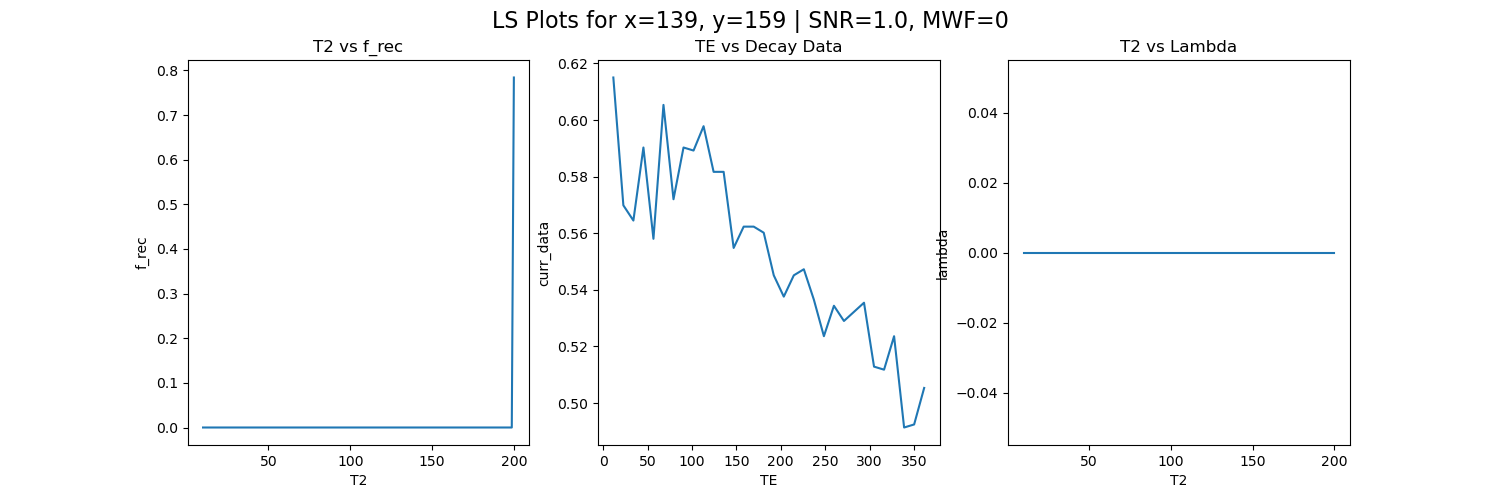 LS Plots for x=139, y=159 | SNR=1.0, MWF=0
T2 vs f_rec
0.8
0.7
0.6
0.5
0.4
0.3
0.2
0.1
0.0
f_rec
50 100 150 200
T2
TE vs Decay Data
0.62
0.60
0.58
0.56
0.54
0.52
0.50
curr_data
0 50 100 150 200 250 300 350
TE
T2 vs Lambda
0.04
0.02
0.00
−0.02
−0.04
lambda
50 100 150 200
T2